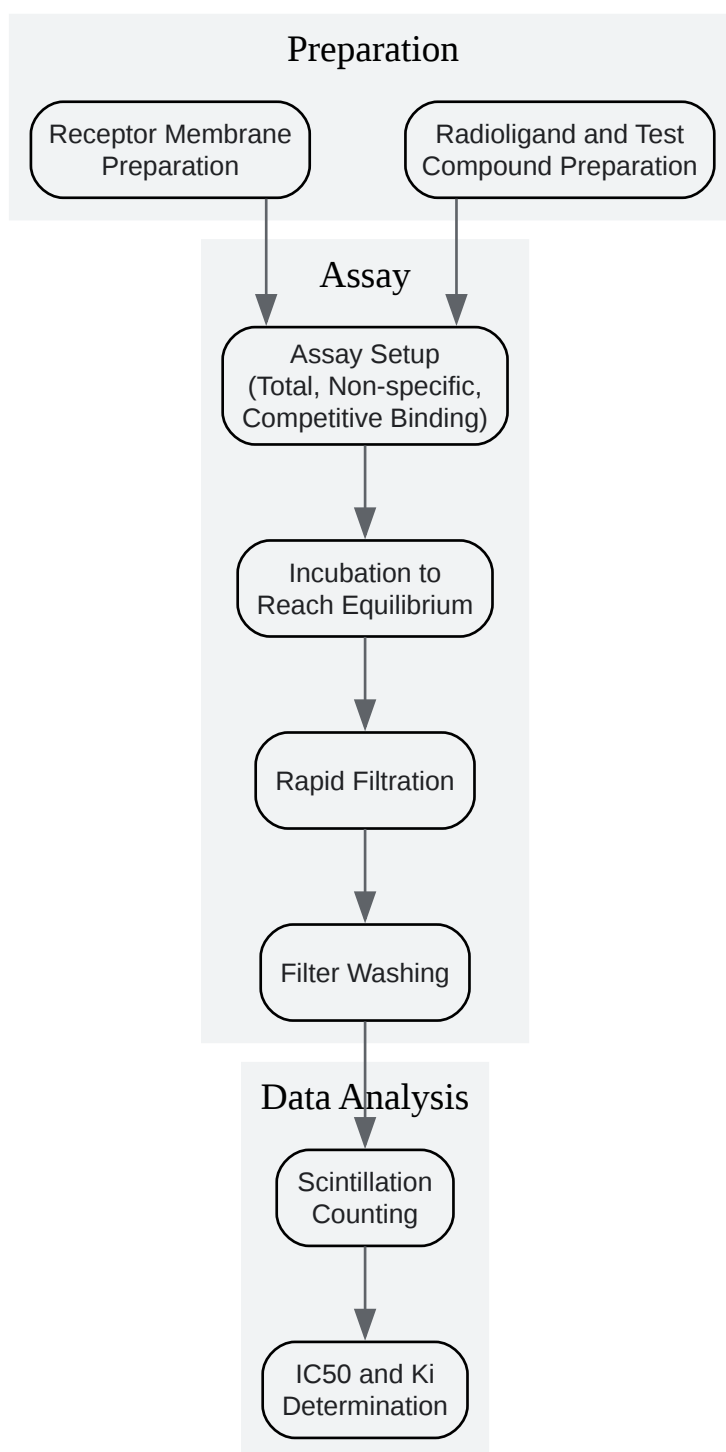 Preparation
Receptor Membrane
Preparation
Radioligand and Test
Compound Preparation
Assay
Assay Setup
(Total, Non-specific,
Competitive Binding)
Incubation to
Reach Equilibrium
Rapid Filtration
Filter Washing
Data Analysis
Scintillation
Counting
IC50 and Ki
Determination